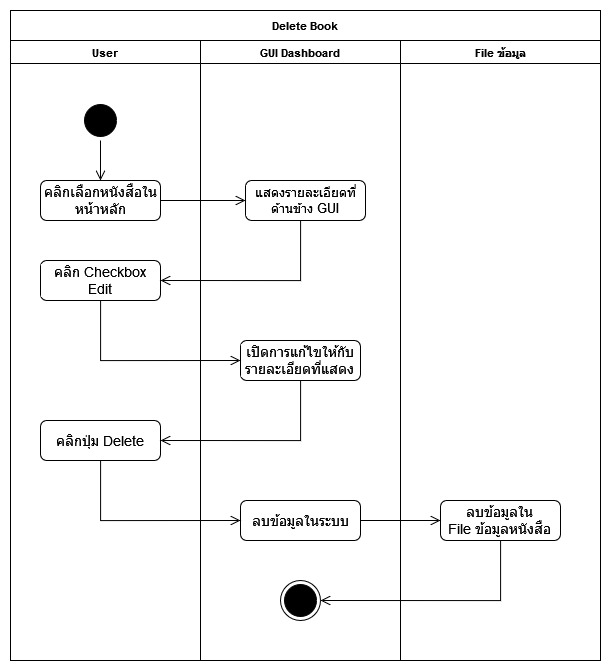 Delete Book
User
GUI Dashboard
File ข้อมูล
คลิกเลือกหนังสือใน
หน้าหลัก
แสดงรายละเอียดที่
ด้านข้าง GUI
คลิก Checkbox
Edit
เปิดการแก้ไขให้กับ
รายละเอียดที่แสดง
คลิกปุ่ม Delete
ลบข้อมูลในระบบ
ลบข้อมูลใน
File ข้อมูลหนังสือ